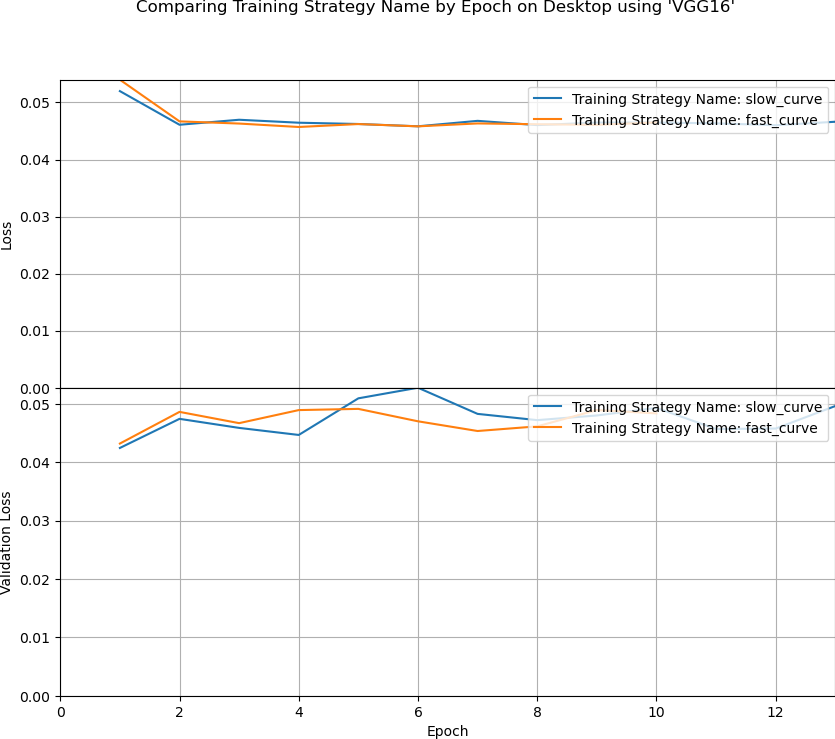 Comparing Training Strategy Name by Epoch on Desktop using 'VGG16'
0.05
0.04
0.03
0.02
0.01
0.00
Loss
Training Strategy Name: slow_curve
Training Strategy Name: fast_curve
0.05
0.04
0.03
0.02
0.01
0.00
Validation Loss
Training Strategy Name: slow_curve
Training Strategy Name: fast_curve
0 2 4 6 8 10 12
Epoch